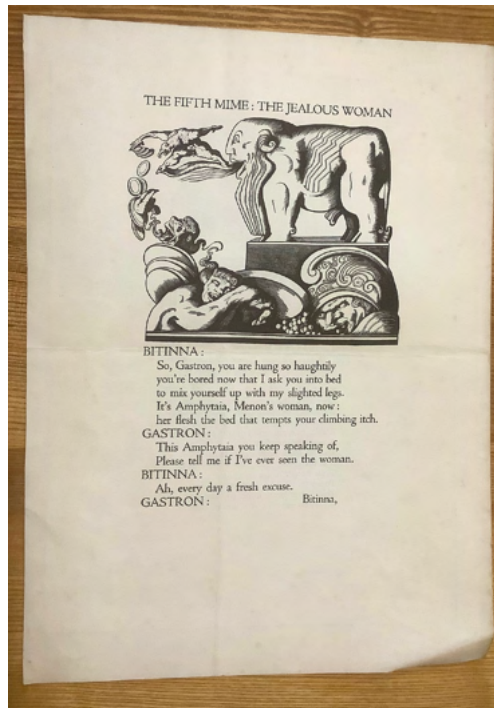 THE FIFTH MIME : THE JEALOUS WOMAN
BITINNA :
So, Gastron, you are hung so haughtily
you're bored now that I ask you into bed
to mix yourself up with my slighted legs.
It's Amphytaia, Menon's woman, now :
her flesh the bed that tempts your climbing itch.
GASTRON :
This Amphytaia you keep speaking of,
Please tell me if I've ever seen the woman.
BITINNA :
Ah, every day a fresh excuse.
GASTRON : Bitinna,